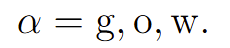 α = g, o, w.